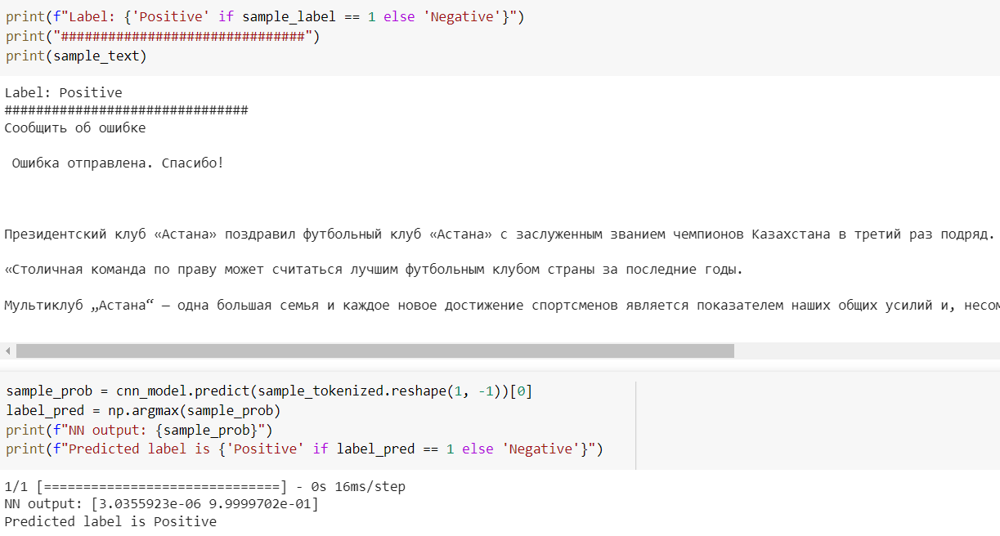 print(f"Label: {'Positive' if sample_label == 1 else 'Negative'}")
print("###############################")
print(sample_text)
Label: Positive
###############################
Сообщить об ошибке
Ошибка отправлена. Спасибо!
Президентский клуб «Астана» поздравил футбольный клуб «Астана» с заслуженным званием чемпионов Казахстана в третий раз подряд.
«Столичная команда по праву может считаться лучшим футбольным клубом страны за последние годы.
Мультиклуб „Астана“ — одна большая семья и каждое новое достижение спортсменов является показателем наших общих усилий и,
sample_prob = cnn_model.predict(sample_tokenized.reshape(1, -1))[0]
label_pred = np.argmax(sample_prob)
print(f"NN output: {sample_prob}")
print(f"Predicted label is {'Positive' if label_pred == 1 else 'Negative'}")
1/1 [==============================] - 0s 16ms/step
NN output: [3.0355923e-06 9.9999702e-01]
Predicted label is Positive